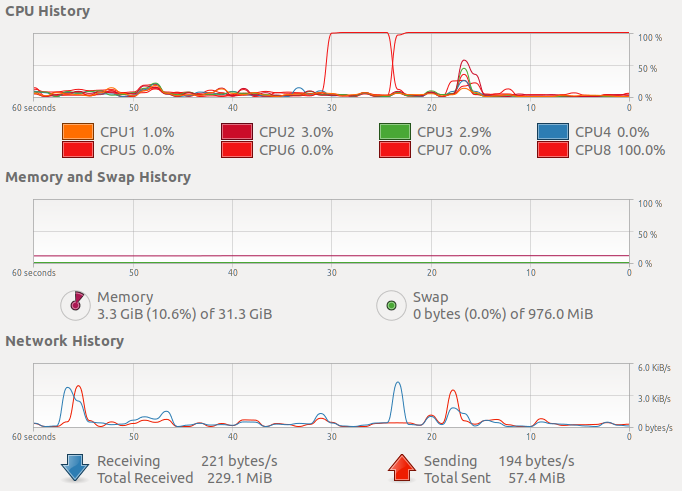 CPU History
100 %
50 %
0 %
60 seconds 50 40 30 20 10 0
CPU1 1.0% CPU2 3.0% CPU3 2.9% CPU4 0.0%
CPU5 0.0% CPU6 0.0% CPU7 0.0% CPU8 100.0%
Memory and Swap History
100 %
50 %
0 %
60 seconds 50 40 30 20 10 0
Memory
3.3 GiB (10.6%) of 31.3 GiB
Swap
0 bytes (0.0%) of 976.0 MiB
Network History
6.0 KiB/s
3.0 KiB/s
0 bytes/s
60 seconds 50 40 30 20 10 0
Receiving 221 bytes/s
Total Received 229.1 MiB
Sending 194 bytes/s
Total Sent 57.4 MiB